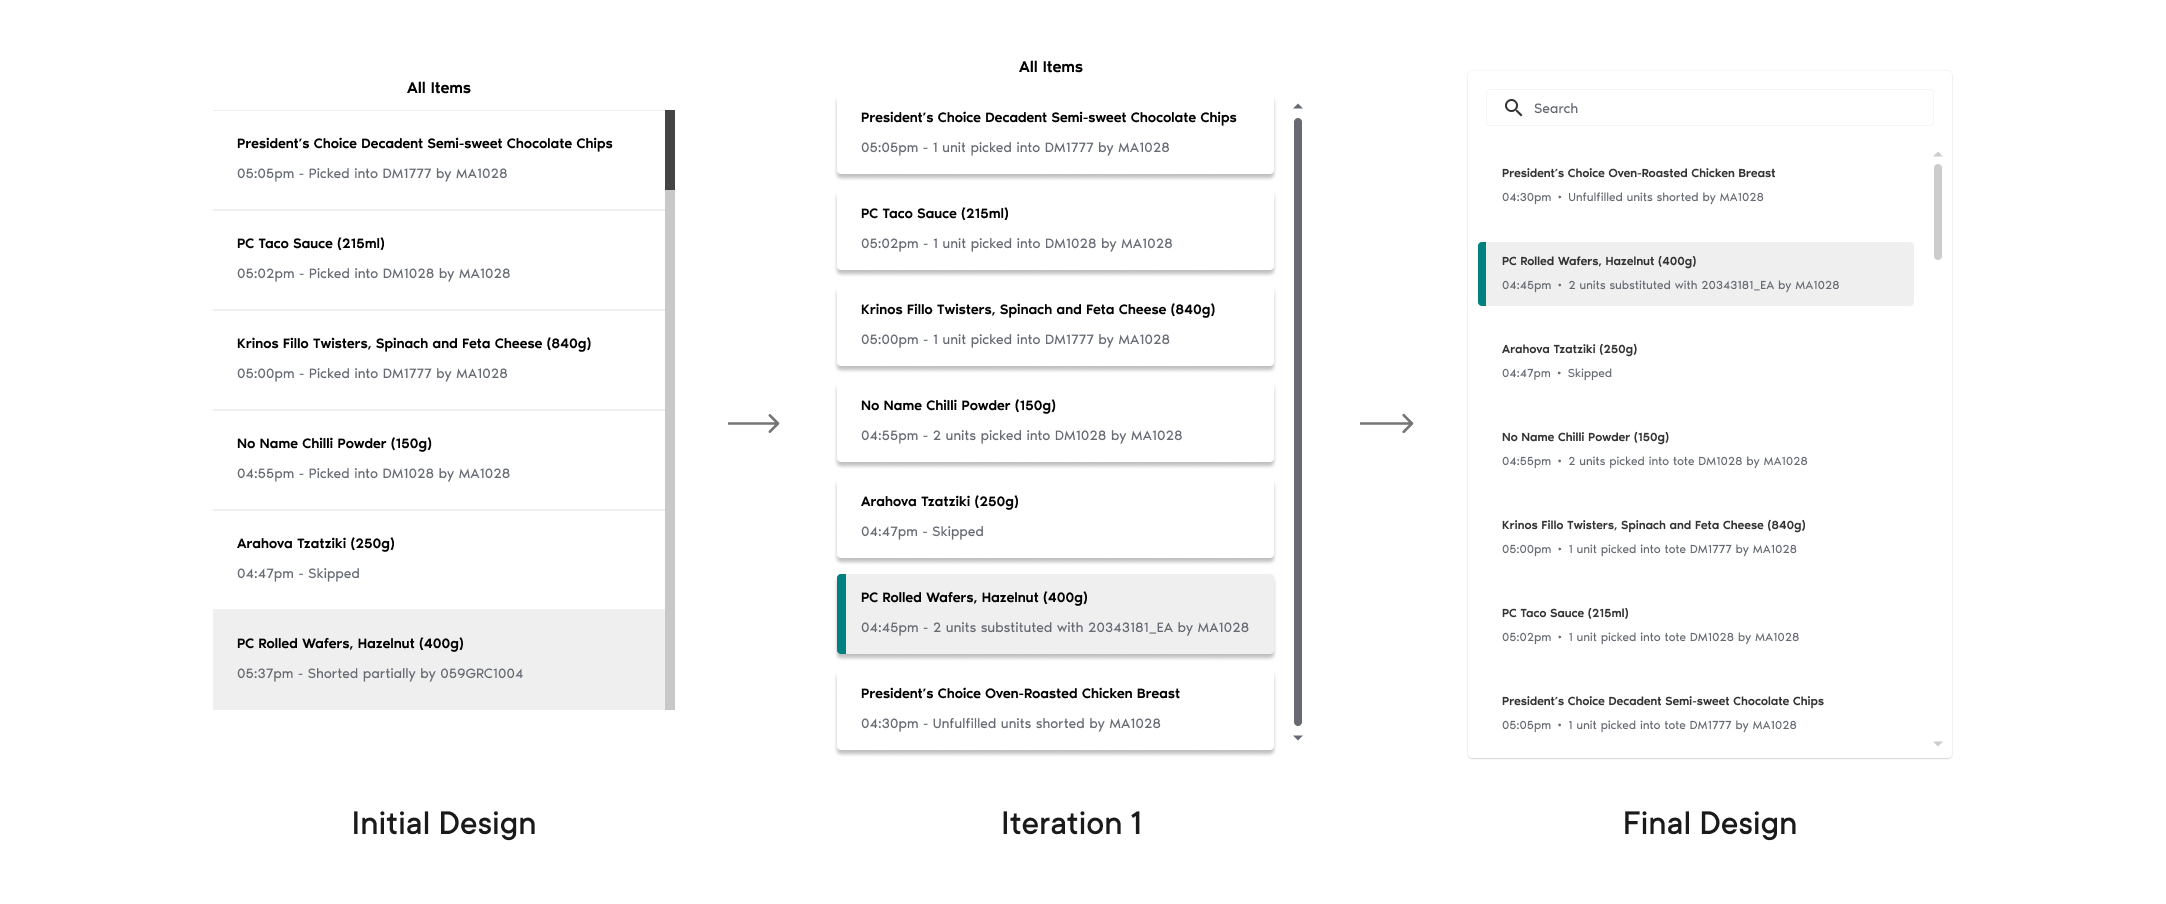 All Items
President's Choice Decadent Semi-sweet Chocolate Chips
05:05pm - Picked into DM1777 by MA1028
PC Taco Sauce (215ml)
05:02pm - Picked into DM1028 by MA1028
Krinos Fillo Twisters, Spinach and Feta Cheese (840g)
05:00pm - Picked into DM1777 by MA1028
No Name Chilli Powder (150g)
04:55pm - Picked into DM1028 by MA1028
Arahova Tzatziki (250g)
04:47pm - Skipped
PC Rolled Wafers, Hazelnut (400g)
05:37pm - Shorted partially by 059GRC1004
Initial Design
All Items
President's Choice Decadent Semi-sweet Chocolate Chips
05:05pm - 1 unit picked into DM1777 by MA1028
PC Taco Sauce (215ml)
05:02pm - 1 unit picked into DM1028 by MA1028
Krinos Fillo Twisters, Spinach and Feta Cheese (840g)
05:00pm - 1 unit picked into DM1777 by MA1028
No Name Chilli Powder (150g)
04:55pm - 2 units picked into DM1028 by MA1028
Arahova Tzatziki (250g)
04:47pm - Skipped
PC Rolled Wafers, Hazelnut (400g)
04:45pm - 2 units substituted with 20343181_EA by MA1028
President's Choice Oven-Roasted Chicken Breast
04:30pm - Unfulfilled units shorted by MA1028
Iteration 1
Search
President's Choice Oven-Roasted Chicken Breast
04:30pm • Unfulfilled units shorted by MA1028
PC Rolled Wafers, Hazelnut (400g)
04:45pm • 2 units substituted with 20343181_EA by MA1028
Arahova Tzatziki (250g)
04:47pm • Skipped
No Name Chilli Powder (150g)
04:55pm • 2 units picked into tote DM1028 by MA1028
Krinos Fillo Twisters, Spinach and Feta Cheese (840g)
05:00pm • 1 unit picked into tote DM1777 by MA1028
PC Taco Sauce (215ml)
05:02pm • 1 unit picked into tote DM1028 by MA1028
President's Choice Decadent Semi-sweet Chocolate Chips
05:05pm • 1 unit picked into tote DM1777 by MA1028
Final Design